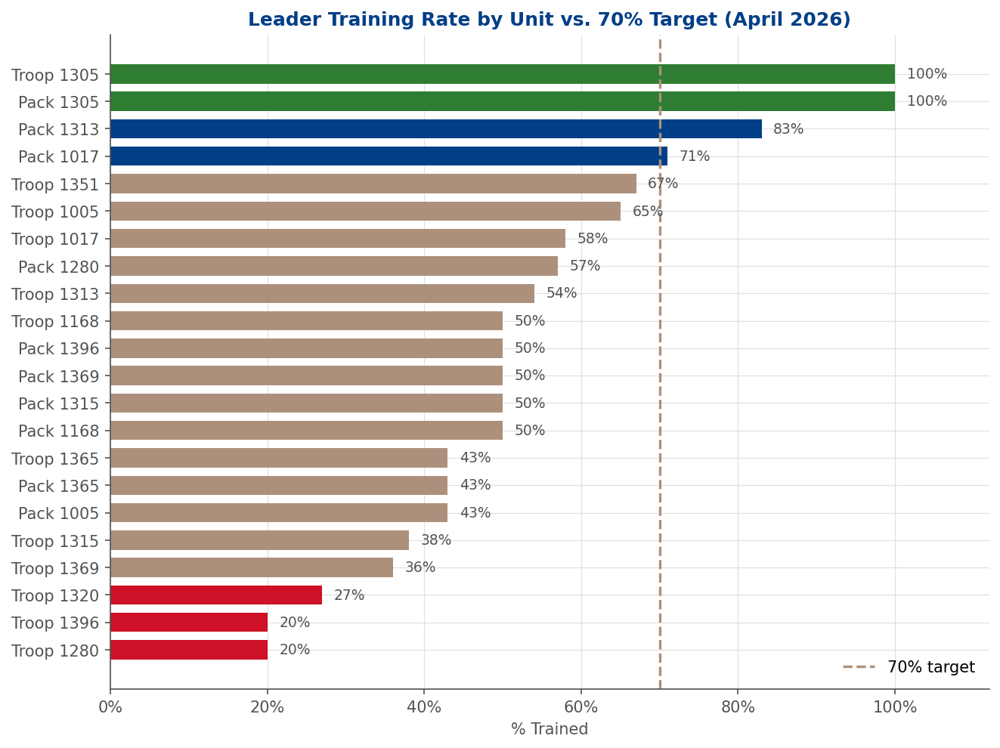 Leader Training Rate by Unit vs. 70% Target (April 2026)
Troop 1305 100%
Pack 1305 100%
Pack 1313 83%
Pack 1017 71%
Troop 1351 67%
Troop 1005 65%
Troop 1017 58%
Pack 1280 57%
Troop 1313 54%
Troop 1168 50%
Pack 1396 50%
Pack 1369 50%
Pack 1315 50%
Pack 1168 50%
Troop 1365 43%
Pack 1365 43%
Pack 1005 43%
Troop 1315 38%
Troop 1369 36%
Troop 1320 27%
Troop 1396 20%
Troop 1280 20%
70% target
0% 20% 40% 60% 80% 100%
% Trained